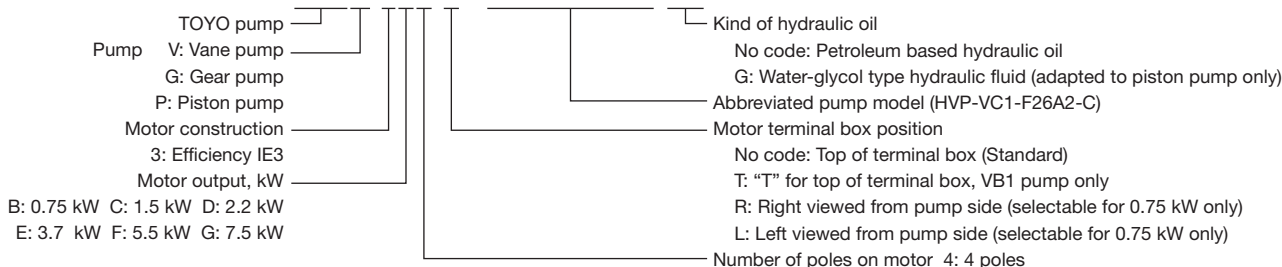 TOYO pump
Pump V: Vane pump
G: Gear pump
P: Piston pump
Motor construction
3: Efficiency IE3
Motor output, kW
B: 0.75 kW C: 1.5 kW D: 2.2 kW
E: 3.7 kW F: 5.5 kW G: 7.5 kW
Kind of hydraulic oil
No code: Petroleum based hydraulic oil
G: Water-glycol type hydraulic fluid (adapted to piston pump only)
Abbreviated pump model (HVP-VC1-F26A2-C)
Motor terminal box position
No code: Top of terminal box (Standard)
T: “T” for top of terminal box, VB1 pump only
R: Right viewed from pump side (selectable for 0.75 kW only)
L: Left viewed from pump side (selectable for 0.75 kW only)
Number of poles on motor 4: 4 poles